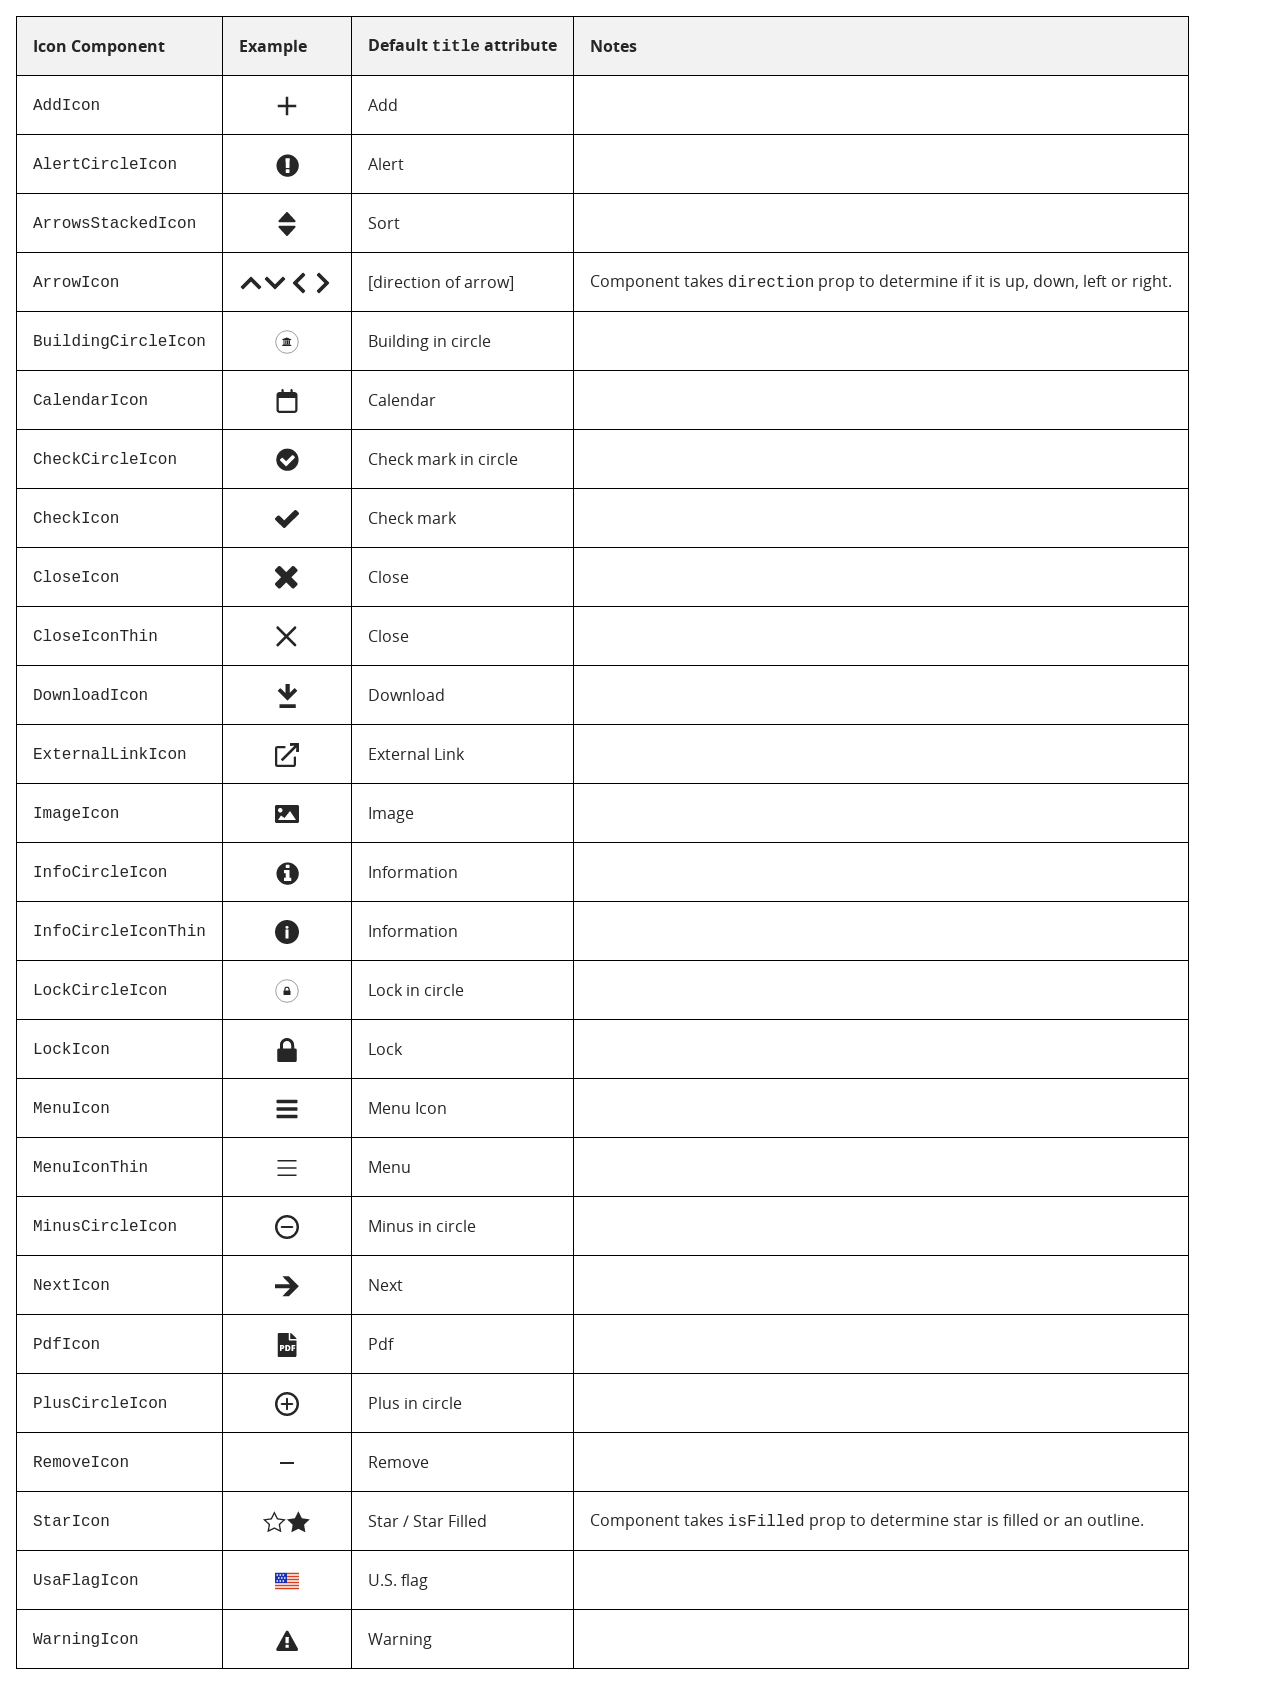 Icon Component Example Default title attribute Notes
AddIcon Add
AlertCircleIcon Alert
ArrowsStackedIcon Sort
ArrowIcon [direction of arrow] Component takes direction prop to determine if it is up, down, left or right.
BuildingCircleIcon Building in circle
CalendarIcon Calendar
CheckCircleIcon Check mark in circle
CheckIcon Check mark
CloseIcon Close
CloseIconThin Close
DownloadIcon Download
ExternalLinkIcon External Link
ImageIcon Image
InfoCircleIcon Information
InfoCircleIconThin Information
LockCircleIcon Lock in circle
LockIcon Lock
MenuIcon Menu Icon
MenuIconThin Menu
MinusCircleIcon Minus in circle
NextIcon Next
PdfIcon PDF Pdf
PlusCircleIcon Plus in circle
RemoveIcon Remove
StarIcon Star / Star Filled Component takes isFilled prop to determine star is filled or an outline.
UsaFlagIcon U.S. flag
WarningIcon Warning